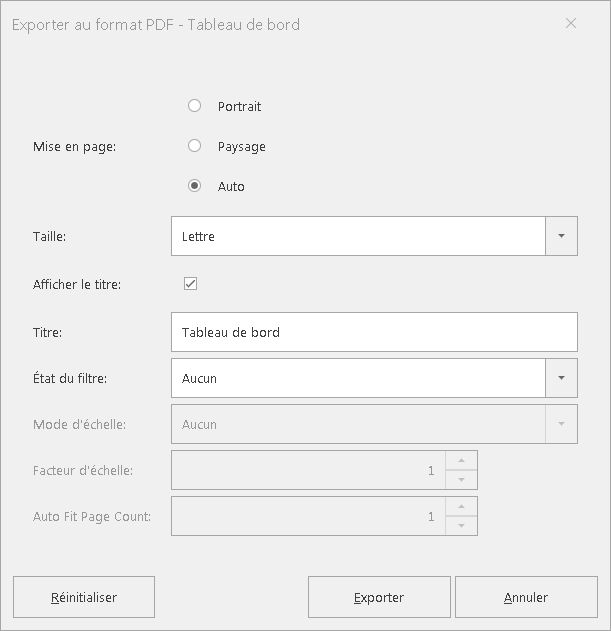 Exporter au format PDF - Tableau de bord
Portrait
Mise en page:
Paysage
Auto
Taille:
Lettre
Afficher le titre:
Titre:
Tableau de bord
État du filtre:
Aucun
Mode d'échelle:
Aucun
Facteur d'échelle:
1
Auto Fit Page Count:
1
Réinitialiser
Exporter
Annuler